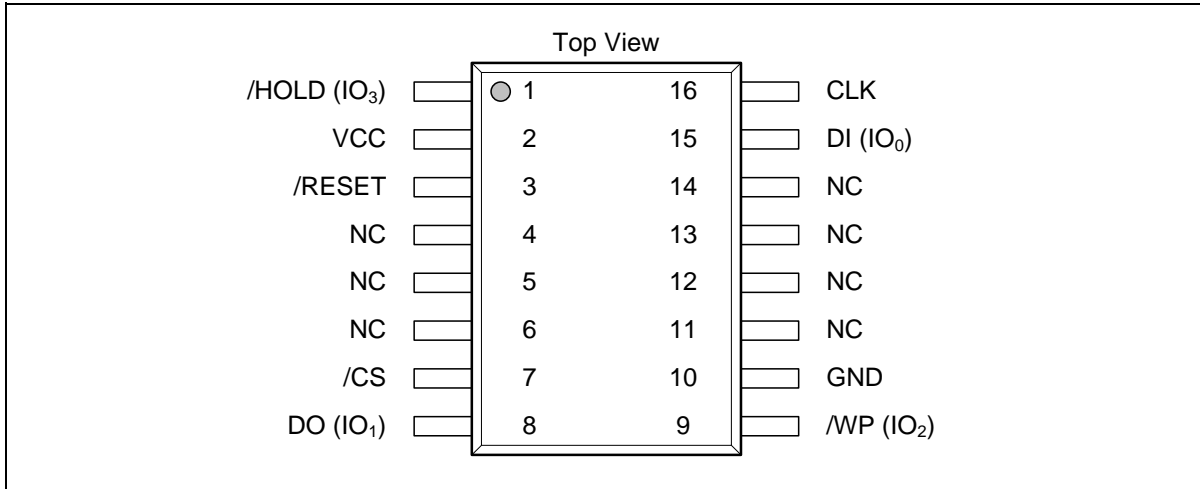 Top View
/HOLD (IO₃) 1 16 CLK
VCC 2 15 DI (IO₀)
/RESET 3 14 NC
NC 4 13 NC
NC 5 12 NC
NC 6 11 NC
/CS 7 10 GND
DO (IO₁) 8 9 /WP (IO₂)